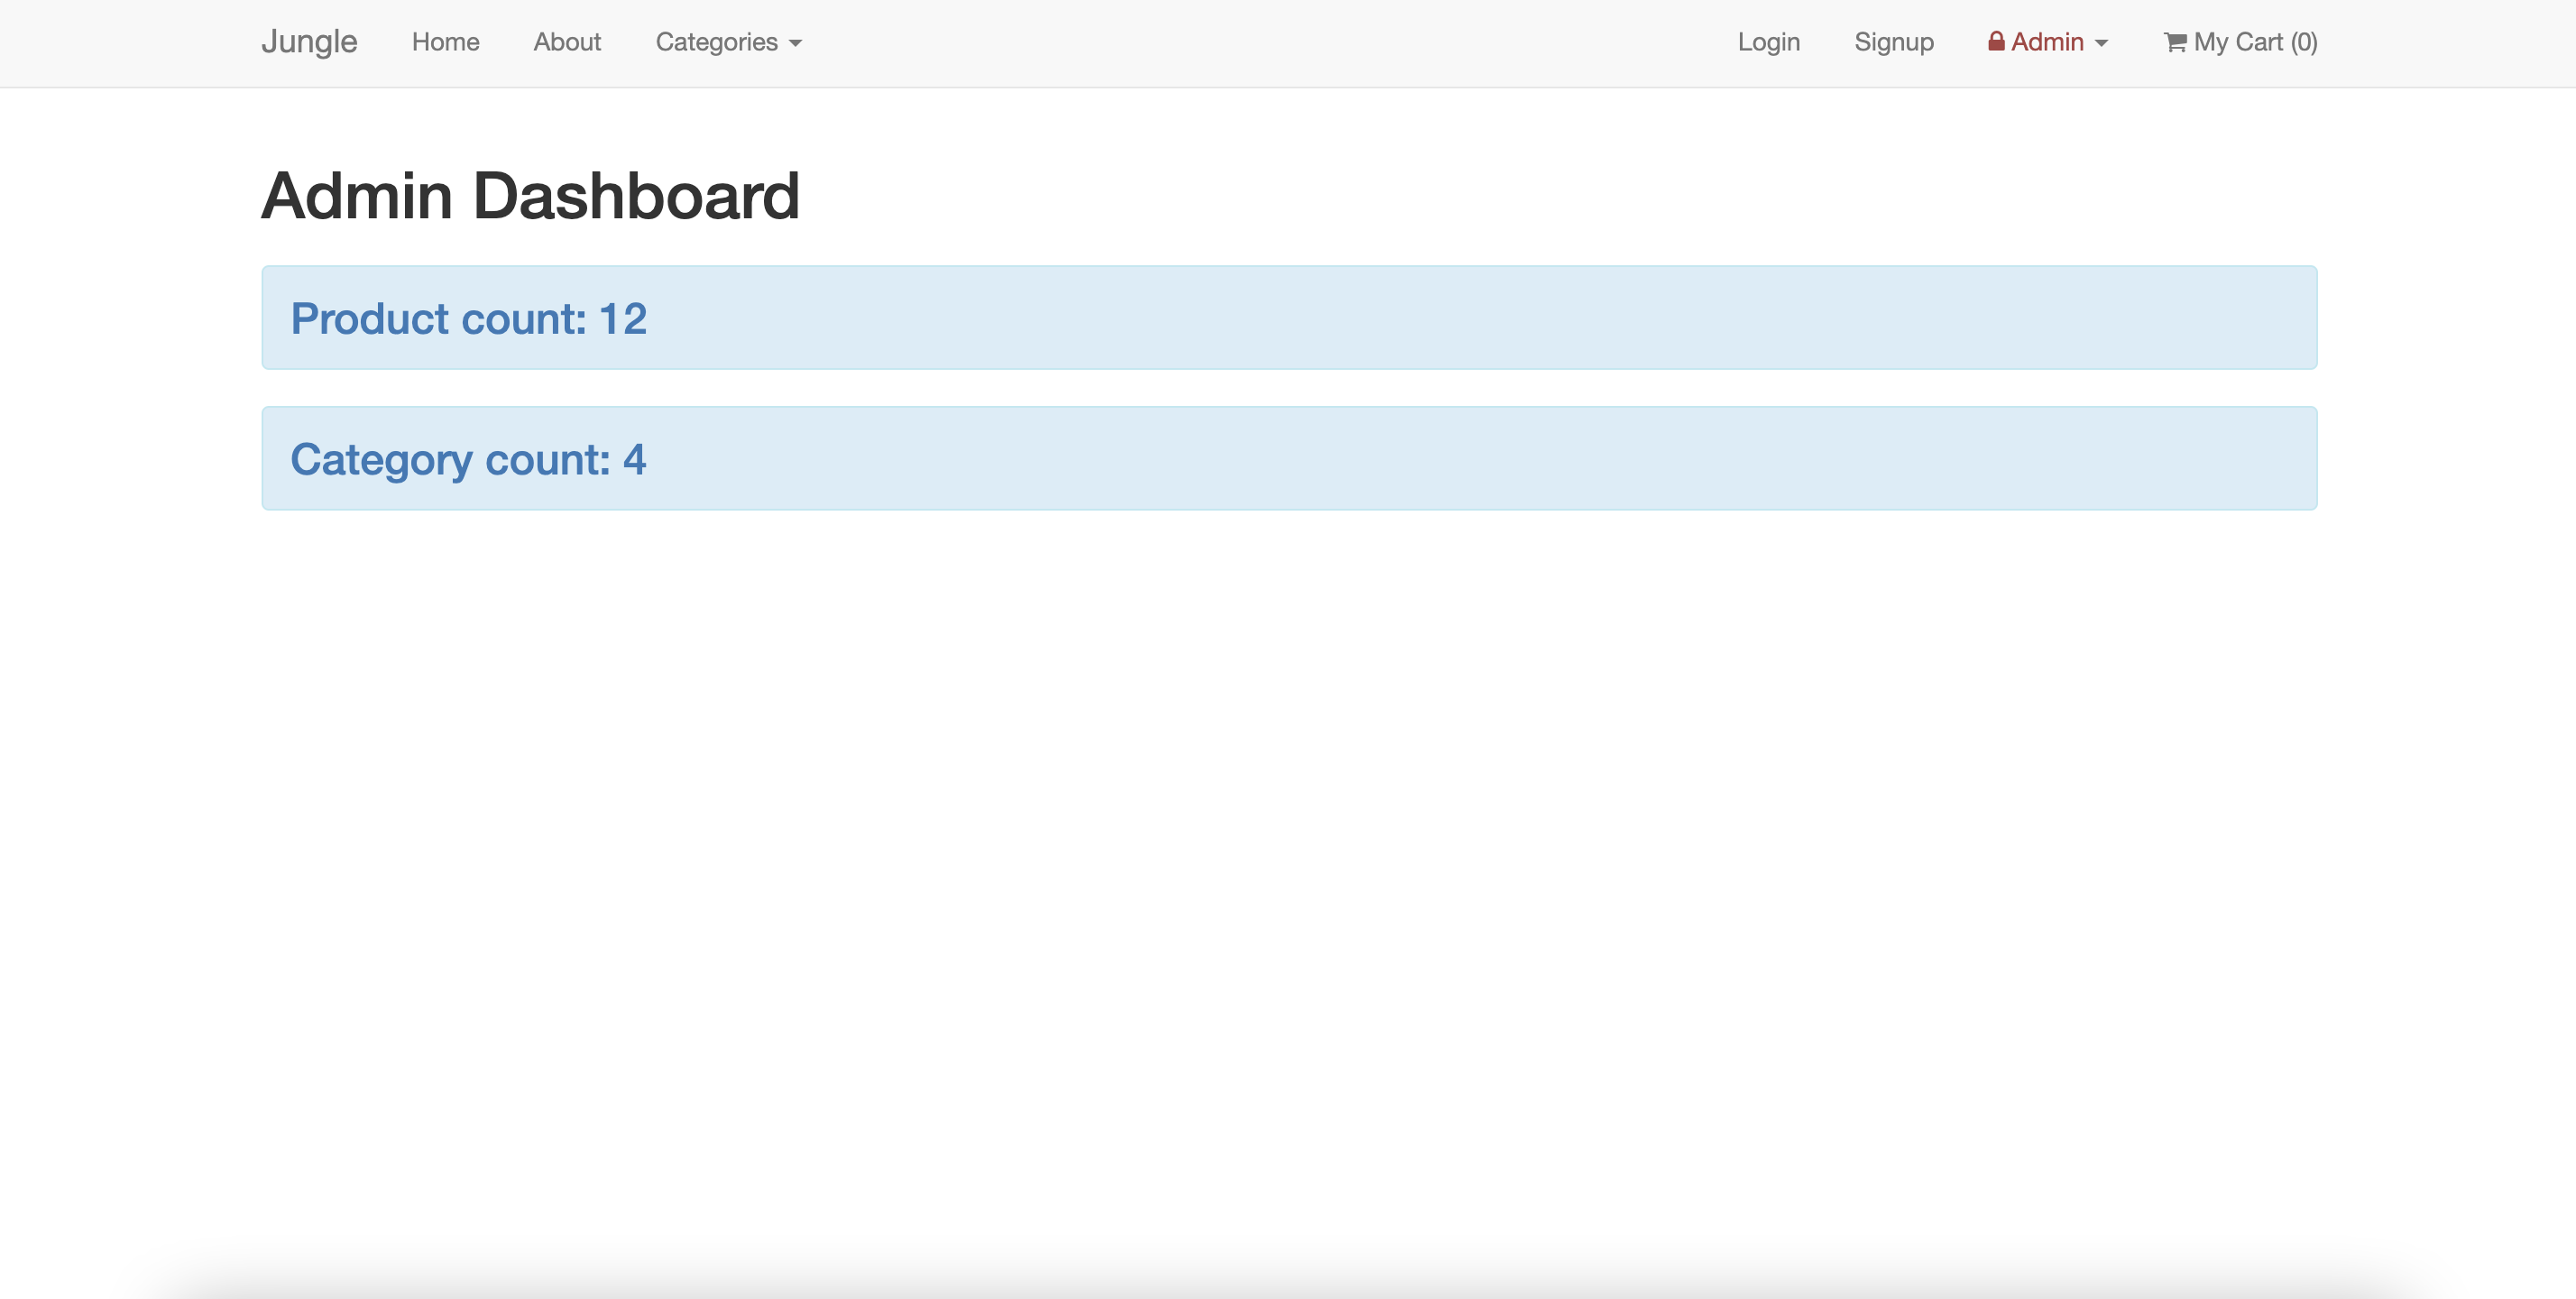 Jungle Home About Categories Login Signup Admin My Cart (0)
Admin Dashboard
Product count: 12
Category count: 4